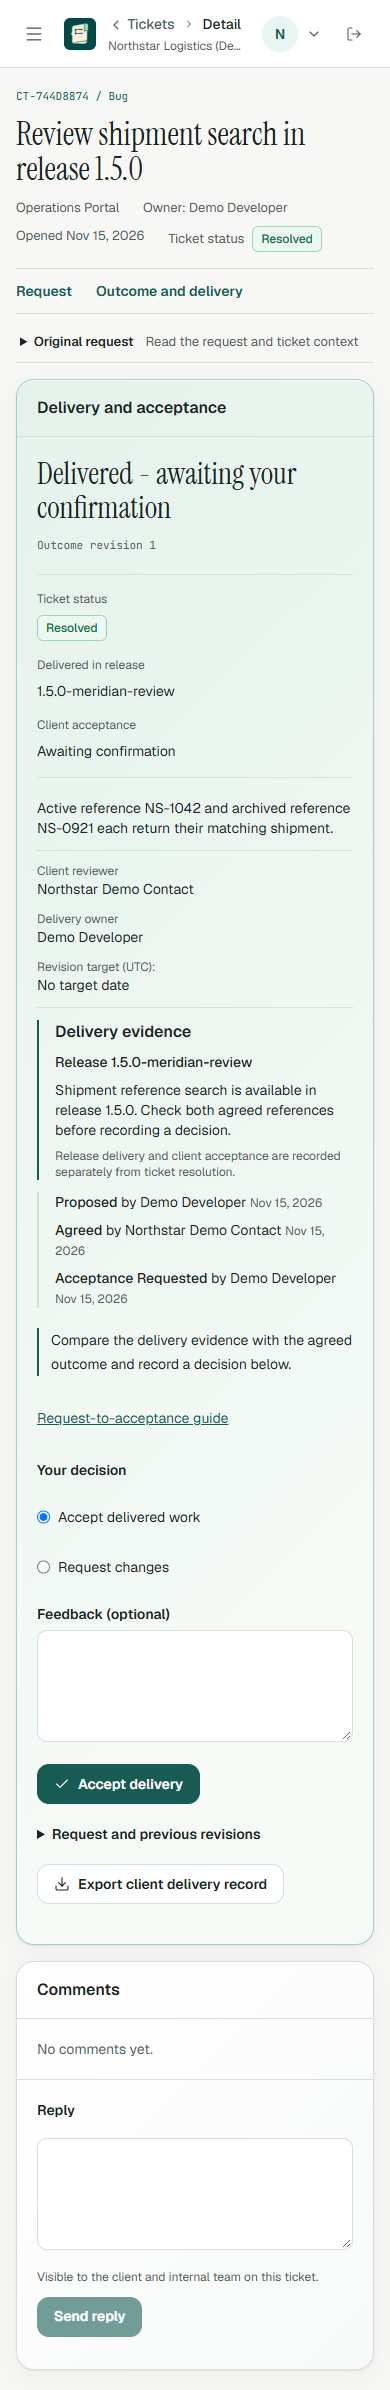 Tickets > Detail
Northstar Logistics (De...
N
CT-744D8874 / Bug
Review shipment search in
release 1.5.0
Operations Portal Owner: Demo Developer
Opened Nov 15, 2026 Ticket status Resolved
Request Outcome and delivery
Original request Read the request and ticket context
Delivery and acceptance
Delivered - awaiting your
confirmation
Outcome revision 1
Ticket status
Resolved
Delivered in release
1.5.0-meridian-review
Client acceptance
Awaiting confirmation
Active reference NS-1042 and archived reference
NS-0921 each return their matching shipment.
Client reviewer
Northstar Demo Contact
Delivery owner
Demo Developer
Revision target (UTC):
No target date
Delivery evidence
Release 1.5.0-meridian-review
Shipment reference search is available in
release 1.5.0. Check both agreed references
before recording a decision.
Release delivery and client acceptance are recorded
separately from ticket resolution.
Proposed by Demo Developer Nov 15, 2026
Agreed by Northstar Demo Contact Nov 15,
2026
Acceptance Requested by Demo Developer
Nov 15, 2026
Compare the delivery evidence with the agreed
outcome and record a decision below.
Request-to-acceptance guide
Your decision
Accept delivered work
Request changes
Feedback (optional)
Accept delivery
Request and previous revisions
Export client delivery record
Comments
No comments yet.
Reply
Visible to the client and internal team on this ticket.
Send reply